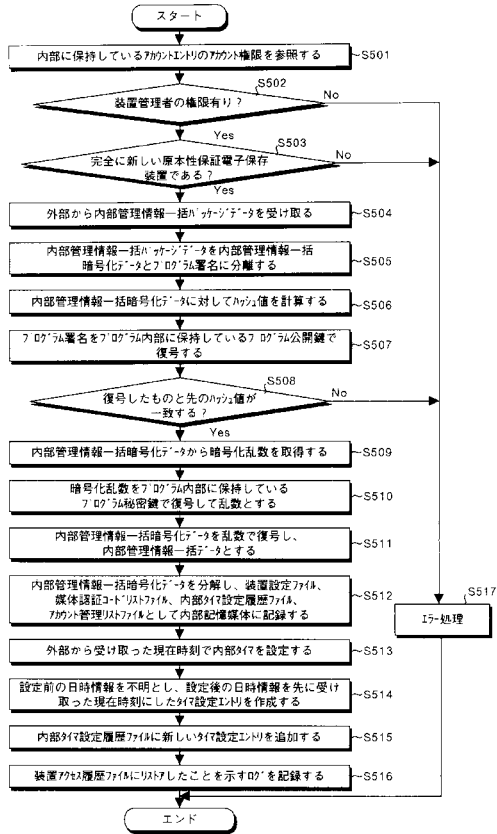 スタート
内部に保持しているアカウントエントリのアカウント権限を参照する
S501
S502
装置管理者の権限有り?
No
Yes
S503
完全に新しい原本性保証電子保存
装置である?
No
Yes
外部から内部管理情報一括パッケージデータを受け取る
S504
内部管理情報一括パッケージデータを内部管理情報一括
暗号化データとプログラム署名に分離する
S505
内部管理情報一括暗号化データに対してハッシュ値を計算する
S506
プログラム署名をプログラム内部に保持しているプログラム公開鍵で
復号する
S507
S508
復号したものと先のハッシュ値が
一致する?
No
Yes
内部管理情報一括暗号化データから暗号化乱数を取得する
S509
暗号化乱数をプログラム内部に保持している
プログラム秘密鍵で復号して乱数とする
S510
内部管理情報一括暗号化データを乱数で復号し、
内部管理情報一括データとする
S511
内部管理情報一括暗号化データを分解し、装置設定ファイル、
媒体認証コードリストファイル、内部タイマ設定履歴ファイル、
アカウント管理リストファイルとして内部記憶媒体に記録する
S512
S517
エラー処理
外部から受け取った現在時刻で内部タイマを設定する
S513
設定前の日時情報を不明とし、設定後の日時情報を先に受け
取った現在時刻にしたタイマ設定エントリを作成する
S514
内部タイマ設定履歴ファイルに新しいタイマ設定エントリを追加する
S515
装置アクセス履歴ファイルにリストアしたことを示すログを記録する
S516
エンド